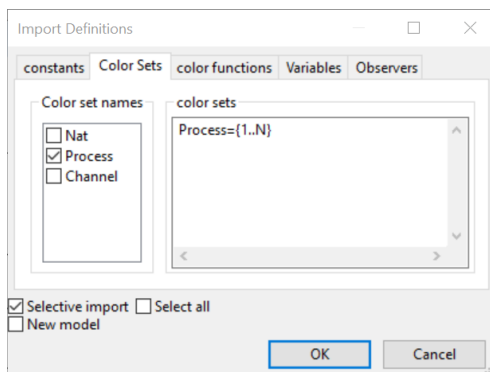 Import Definitions
constants Color Sets color functions Variables Observers
Color set names
color sets
Nat
Process
Channel
Process={1..N}
Selective import Select all
New model
OK Cancel